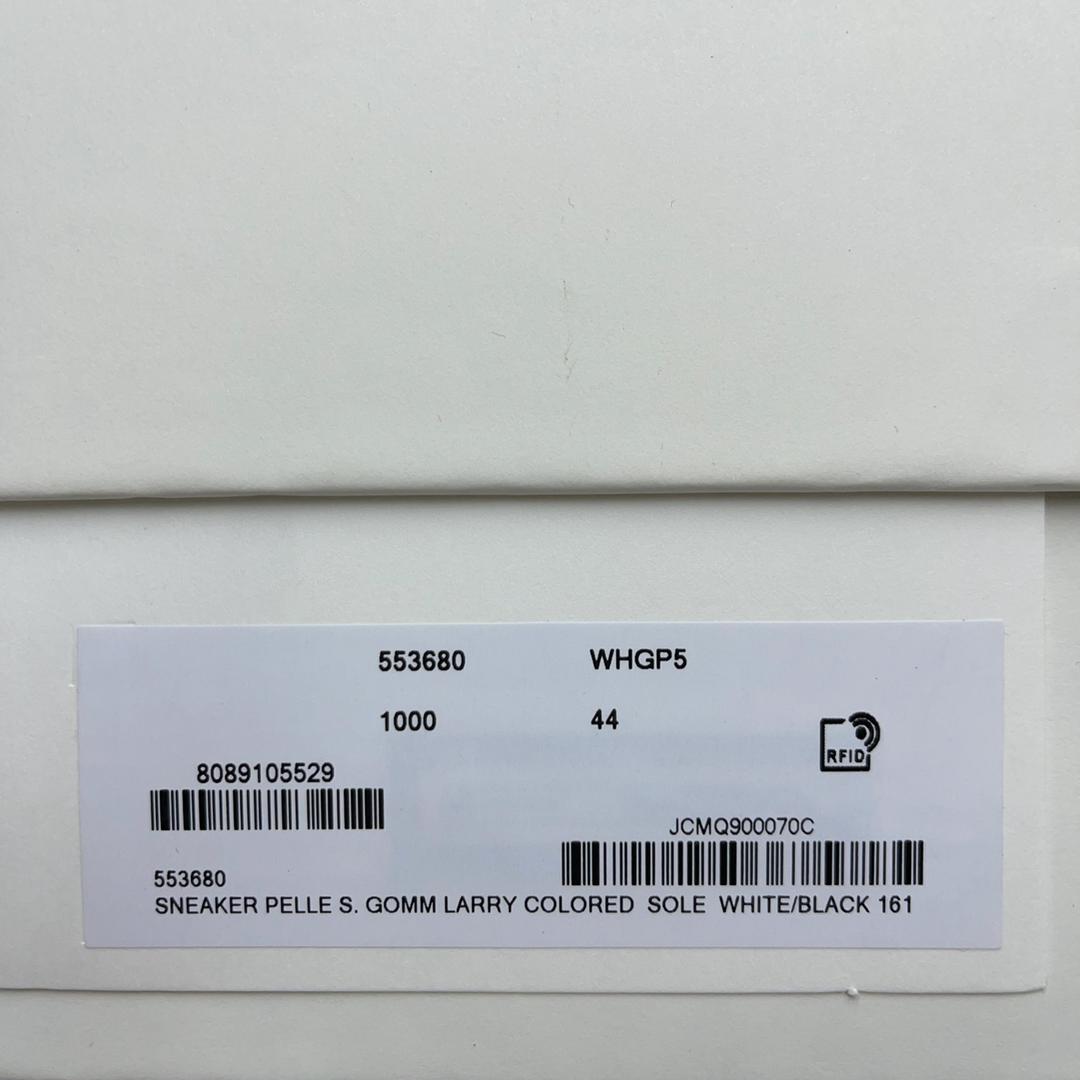 553680 WHGP5
1000 44
RFID
8089105529
JCMQ900070C
553680
SNEAKER PELLE S. GOMM LARRY COLORED SOLE WHITE/BLACK 161